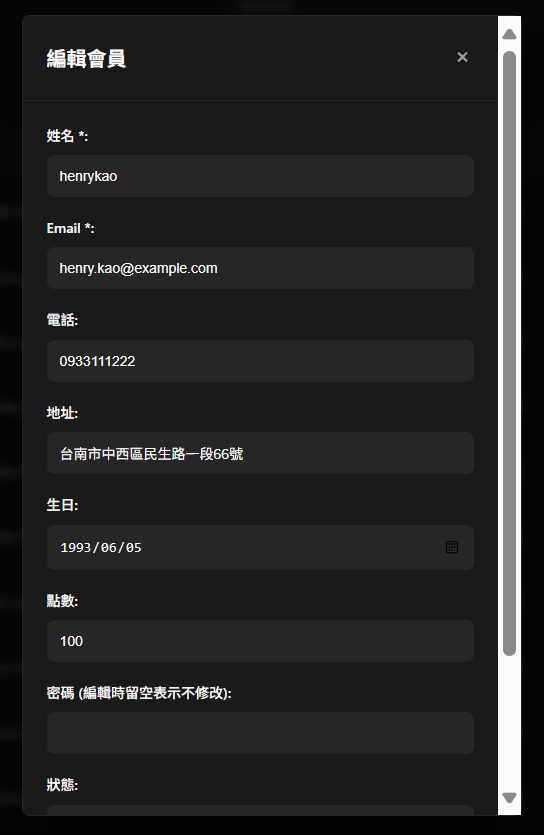 編輯會員
×
姓名 *:
henrykao
Email *:
henry.kao@example.com
電話:
0933111222
地址:
台南市中西區民生路一段66號
生日:
1993/06/05
點數:
100
密碼 (編輯時留空表示不修改):
狀態: